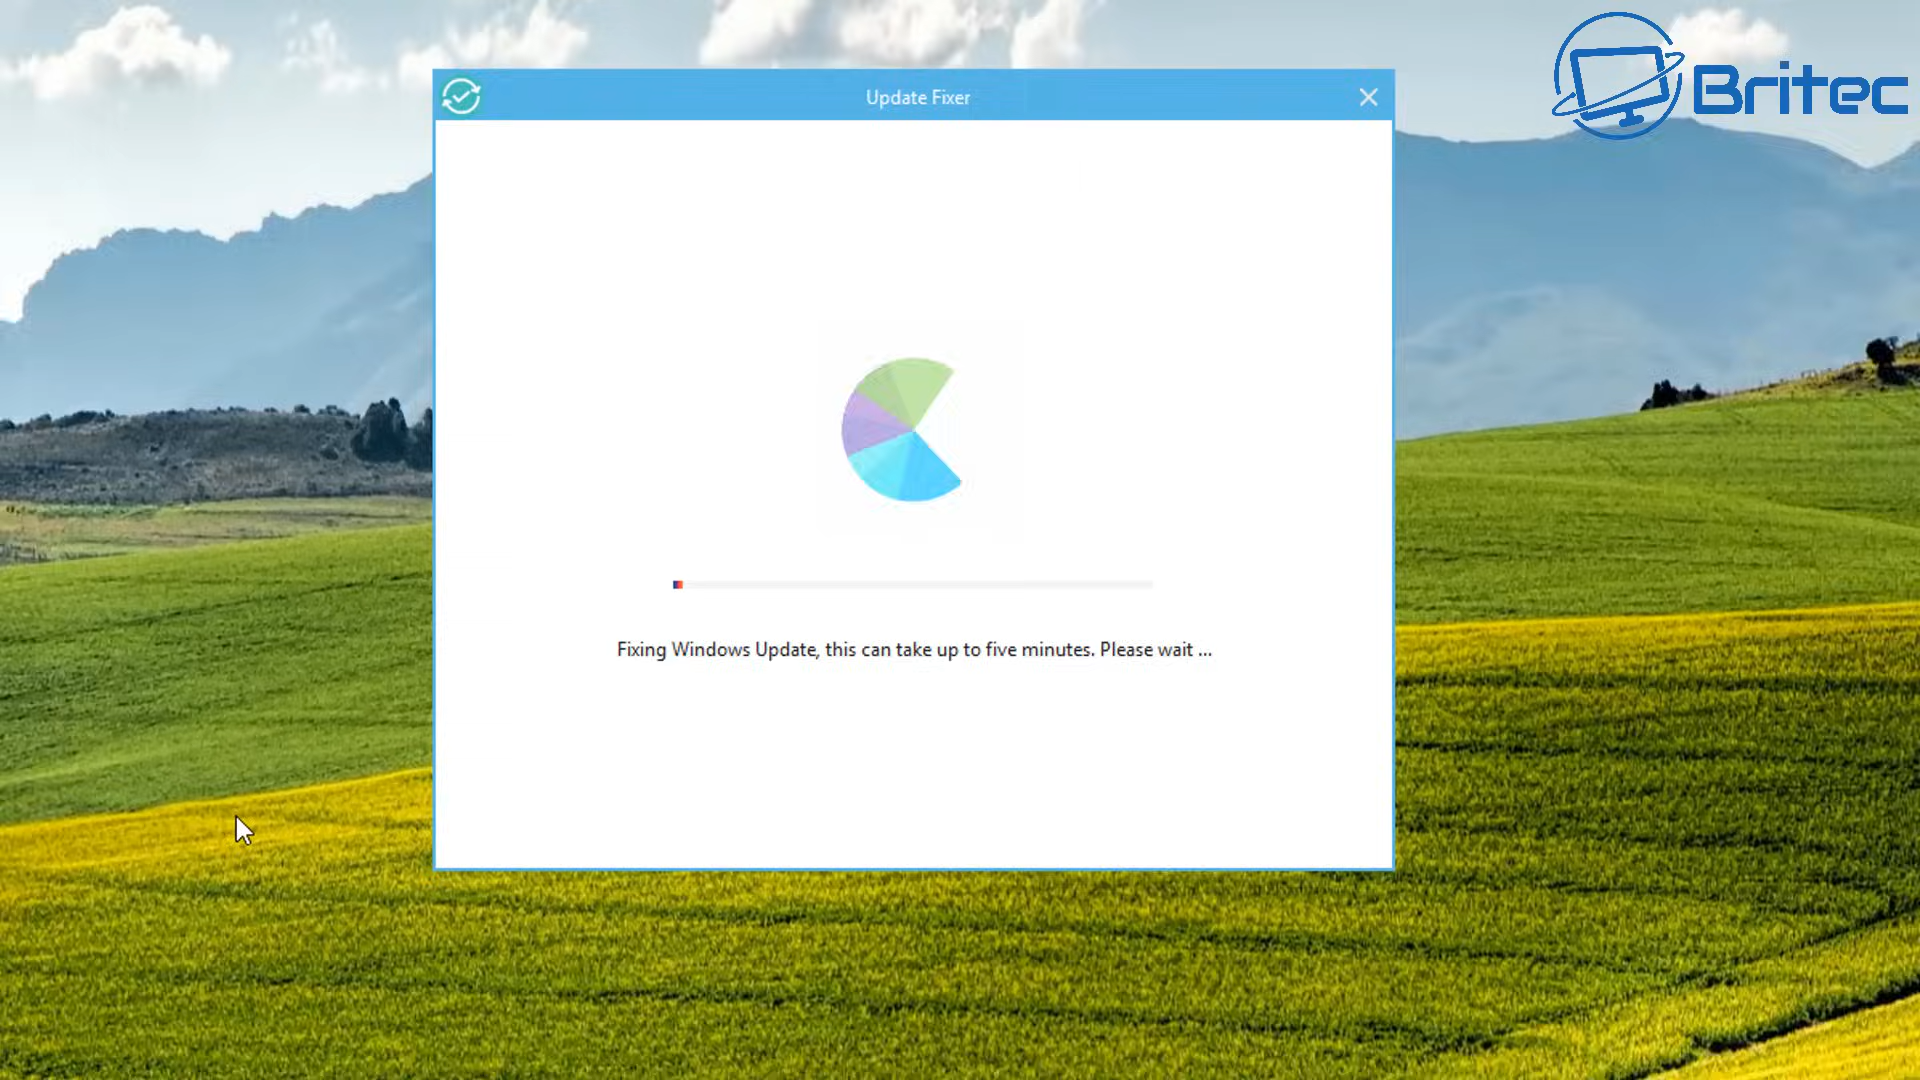 Britec
Update Fixer
Fixing Windows Update, this can take up to five minutes. Please wait ...